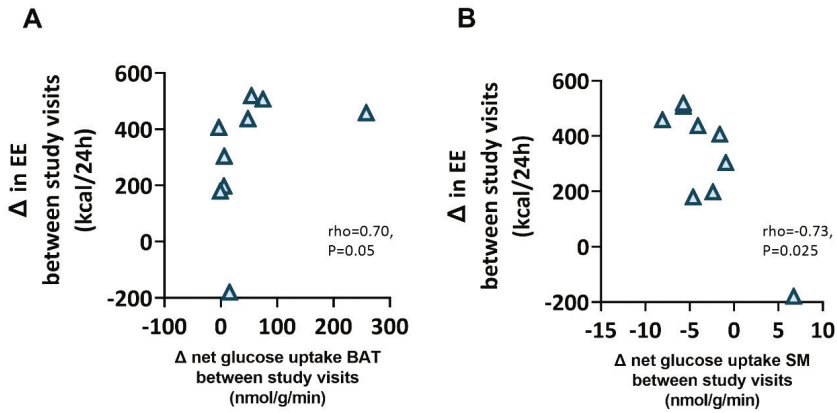 A
Δ in EE
between study visits
(kcal/24h)
600
400
200
0
-200
-100
0
100
200
300
rho=0.70,
P=0.05
Δ net glucose uptake BAT
between study visits
(nmol/g/min)
B
Δ in EE
between study visits
(kcal/24h)
600
400
200
0
-200
-15
-10
-5
0
5
10
rho=-0.73,
P=0.025
Δ net glucose uptake SM
between study visits
(nmol/g/min)